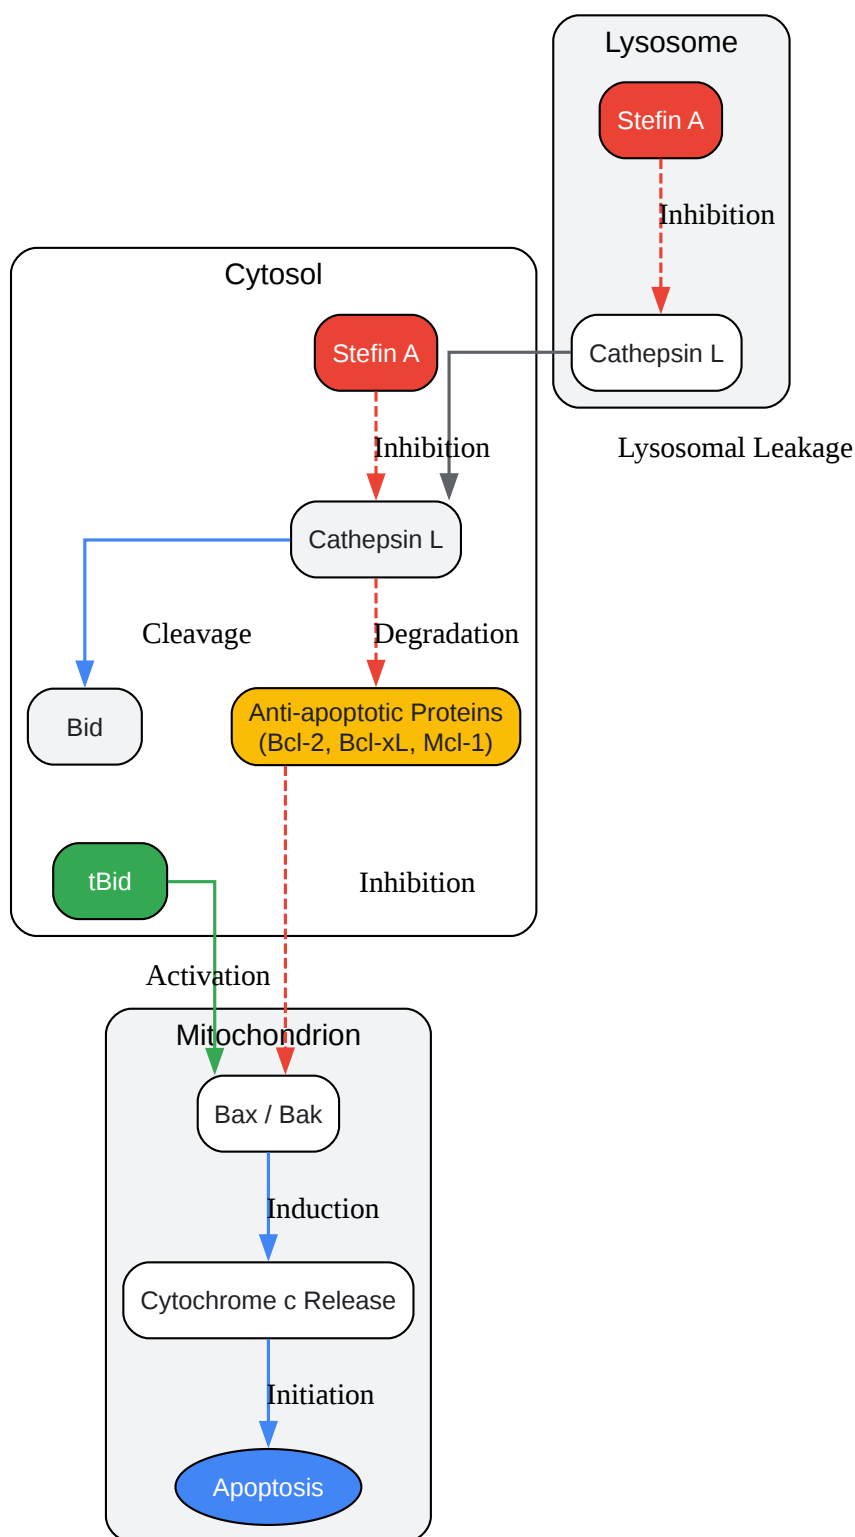 Lysosome
Stefin A
Inhibition
Cathepsin L
Lysosomal Leakage
Cytosol
Stefin A
Inhibition
Cathepsin L
Cleavage
Degradation
Bid
Anti-apoptotic Proteins
(Bcl-2, Bcl-xL, Mcl-1)
tBid
Inhibition
Activation
Mitochondrion
Bax / Bak
Induction
Cytochrome c Release
Initiation
Apoptosis